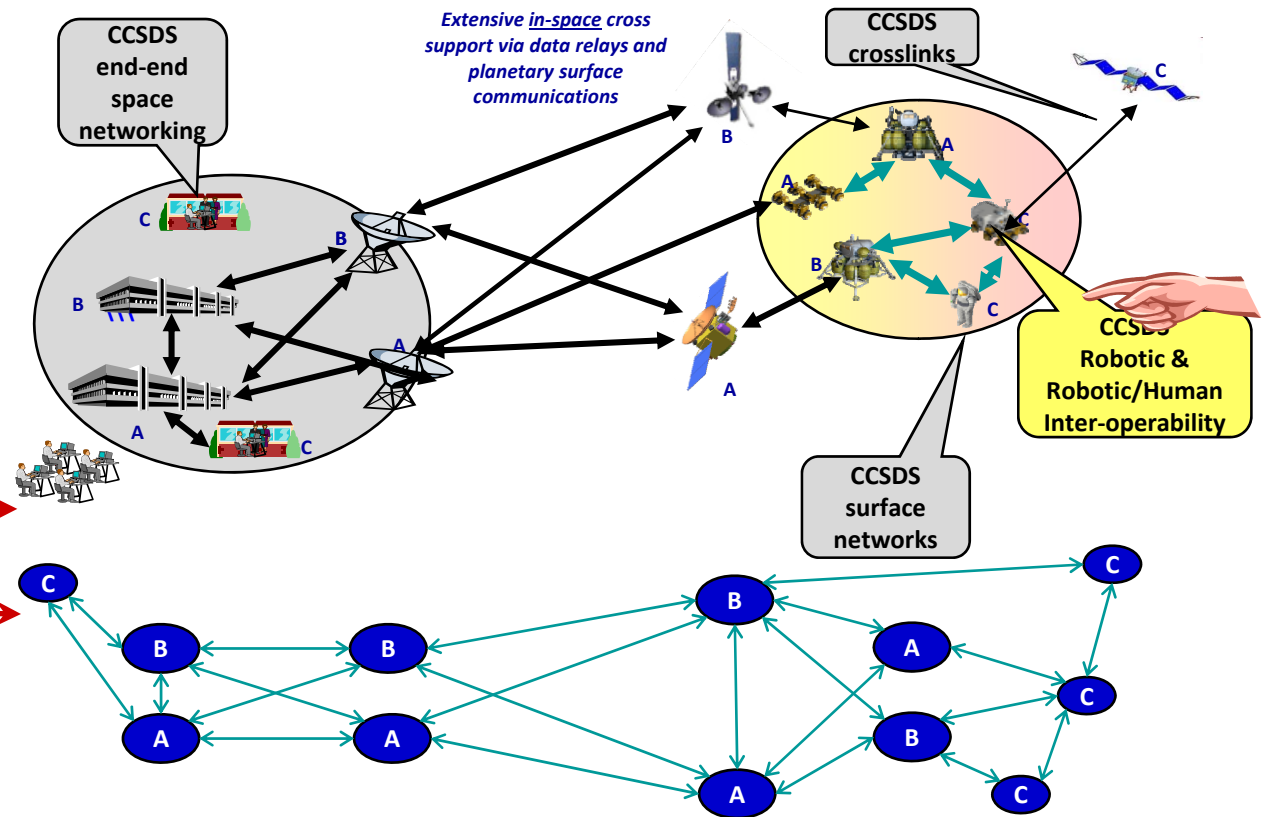 CCSDS
end-end
space
networking
Extensive in-space cross
support via data relays and
planetary surface
communications
CCSDS
crosslinks
C
B
A
A
C
C
B
B
B
C
A
A
A
C
CCSDS
Robotic &
Robotic/Human
Inter-operability
CCSDS
surface
networks
C
C
B
B
B
A
C
A
A
B
A
C